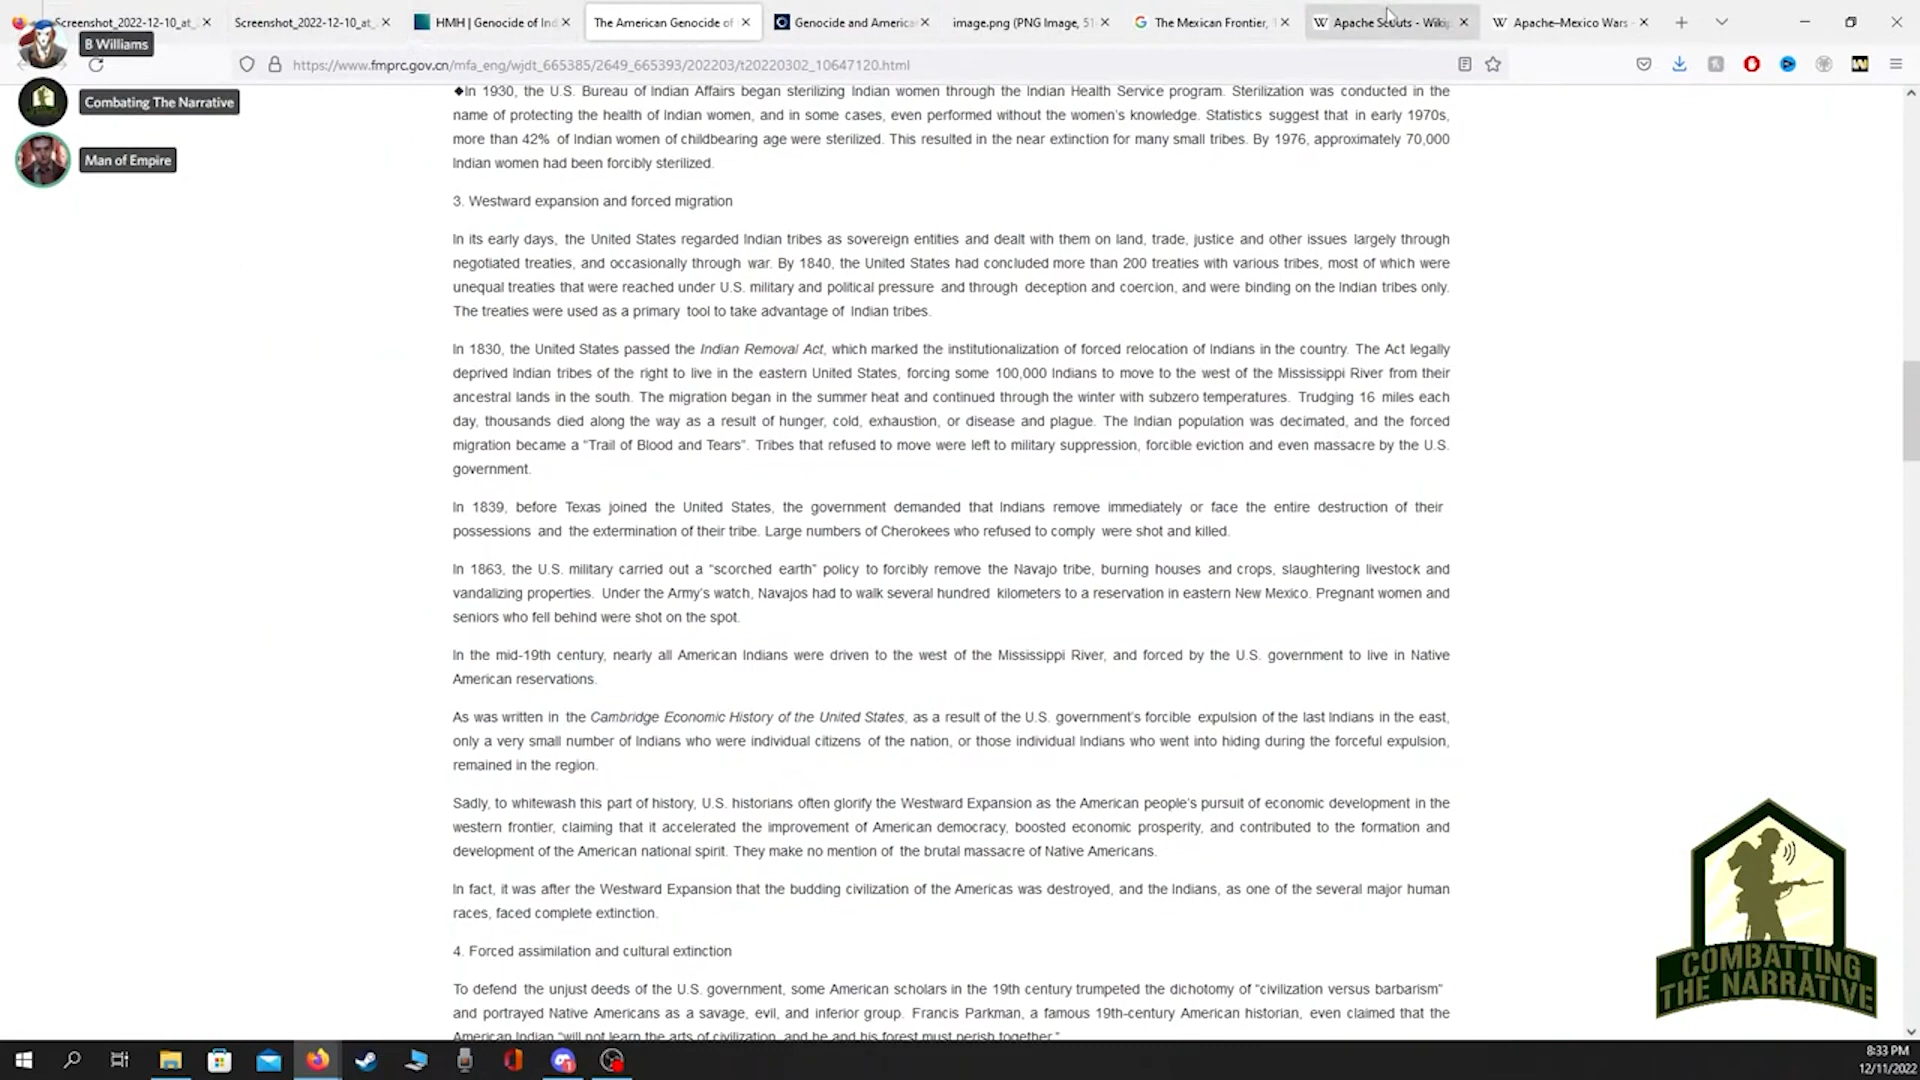 Screenshot_2022-12-10_at_
Screenshot_2022-12-10_at_
HMH | Genocide of Ind
The American Genocide of
Genocide and America
image.png (PNG Image, 51
The Mexican Frontier, 1
Apache Scouts - Wikip
Apache–Mexico Wars -
B Williams
https://www.fmprc.gov.cn/mfa_eng/wjdt_665385/2649_665393/202203/t20220302_10647120.html
Combating The Narrative
Man of Empire
◆In 1930, the U.S. Bureau of Indian Affairs began sterilizing Indian women through the Indian Health Service program. Sterilization was conducted in the
name of protecting the health of Indian women, and in some cases, even performed without the women's knowledge. Statistics suggest that in early 1970s,
more than 42% of Indian women of childbearing age were sterilized. This resulted in the near extinction for many small tribes. By 1976, approximately 70,000
Indian women had been forcibly sterilized.
3. Westward expansion and forced migration
In its early days, the United States regarded Indian tribes as sovereign entities and dealt with them on land, trade, justice and other issues largely through
negotiated treaties, and occasionally through war. By 1840, the United States had concluded more than 200 treaties with various tribes, most of which were
unequal treaties that were reached under U.S. military and political pressure and through deception and coercion, and were binding on the Indian tribes only.
The treaties were used as a primary tool to take advantage of Indian tribes.
In 1830, the United States passed the Indian Removal Act, which marked the institutionalization of forced relocation of Indians in the country. The Act legally
deprived Indian tribes of the right to live in the eastern United States, forcing some 100,000 Indians to move to the west of the Mississippi River from their
ancestral lands in the south. The migration began in the summer heat and continued through the winter with subzero temperatures. Trudging 16 miles each
day, thousands died along the way as a result of hunger, cold, exhaustion, or disease and plague. The Indian population was decimated, and the forced
migration became a “Trail of Blood and Tears”. Tribes that refused to move were left to military suppression, forcible eviction and even massacre by the U.S.
government.
In 1839, before Texas joined the United States, the government demanded that Indians remove immediately or face the entire destruction of their
possessions and the extermination of their tribe. Large numbers of Cherokees who refused to comply were shot and killed.
In 1863, the U.S. military carried out a “scorched earth” policy to forcibly remove the Navajo tribe, burning houses and crops, slaughtering livestock and
vandalizing properties. Under the Army's watch, Navajos had to walk several hundred kilometers to a reservation in eastern New Mexico. Pregnant women and
seniors who fell behind were shot on the spot.
In the mid-19th century, nearly all American Indians were driven to the west of the Mississippi River, and forced by the U.S. government to live in Native
American reservations.
As was written in the Cambridge Economic History of the United States, as a result of the U.S. government's forcible expulsion of the last Indians in the east,
only a very small number of Indians who were individual citizens of the nation, or those individual Indians who went into hiding during the forceful expulsion,
remained in the region.
Sadly, to whitewash this part of history, U.S. historians often glorify the Westward Expansion as the American people's pursuit of economic development in the
western frontier, claiming that it accelerated the improvement of American democracy, boosted economic prosperity, and contributed to the formation and
development of the American national spirit. They make no mention of the brutal massacre of Native Americans.
In fact, it was after the Westward Expansion that the budding civilization of the Americas was destroyed, and the Indians, as one of the several major human
races, faced complete extinction.
4. Forced assimilation and cultural extinction
To defend the unjust deeds of the U.S. government, some American scholars in the 19th century trumpeted the dichotomy of “civilization versus barbarism”
and portrayed Native Americans as a savage, evil, and inferior group. Francis Parkman, a famous 19th-century American historian, even claimed that the
American Indian “will not learn the arts of civilization, and he and his forest must perish together.”
COMBATTING
THE NARRATIVE
8:33 PM
12/11/2022